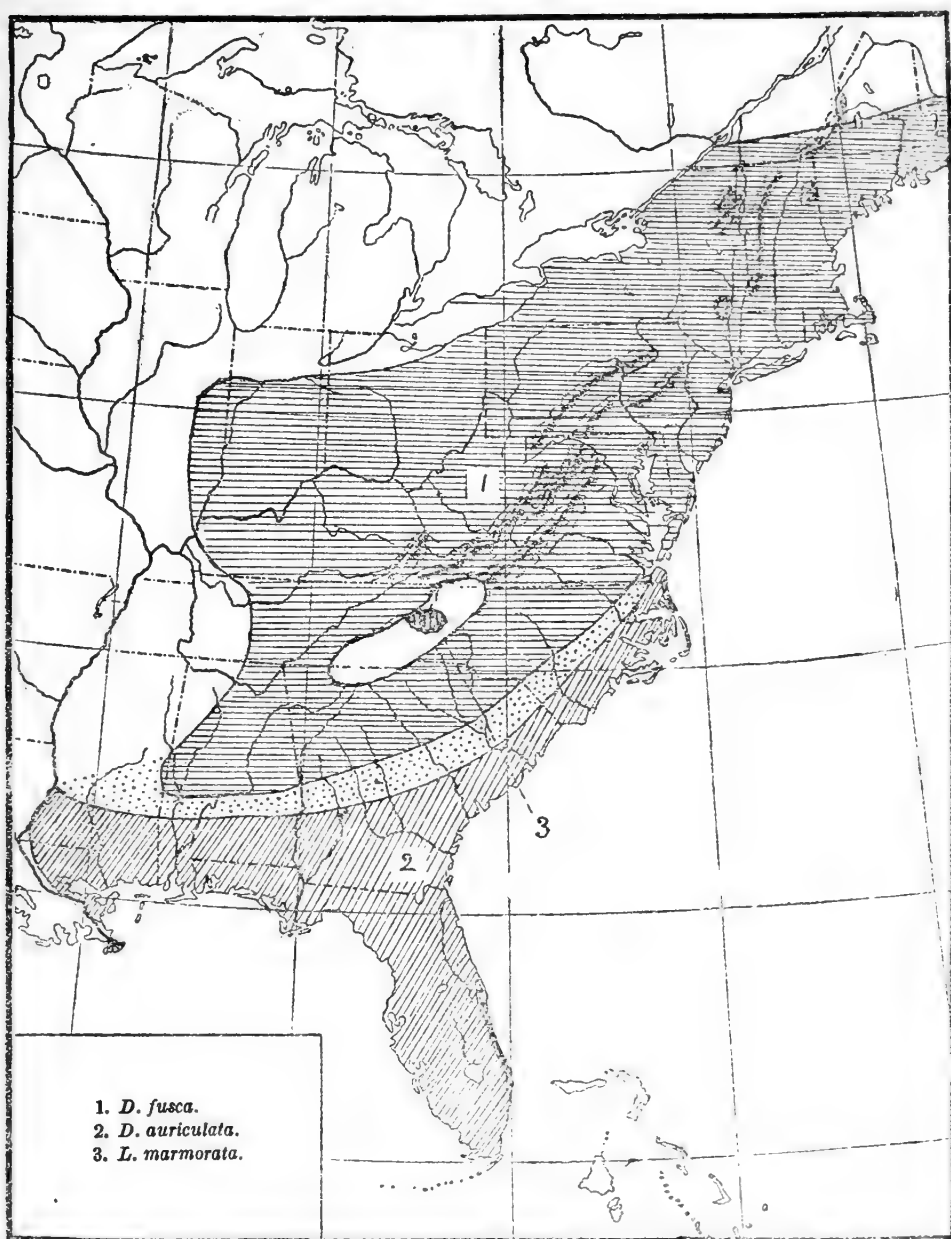 1
2
3
1. D. fusca.
2. D. auriculata.
3. L. marmorata.